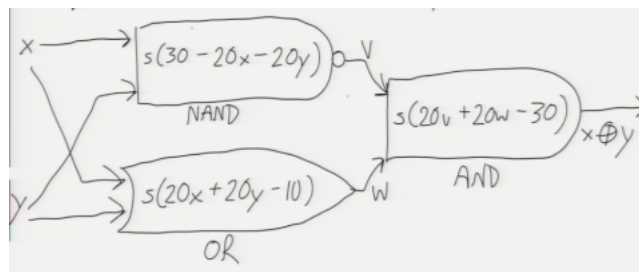 x
s(30-20x-20y)
v
NAND
s(20v+20w-30)
x⊕y
AND
y
s(20x+20y-10)
w
OR